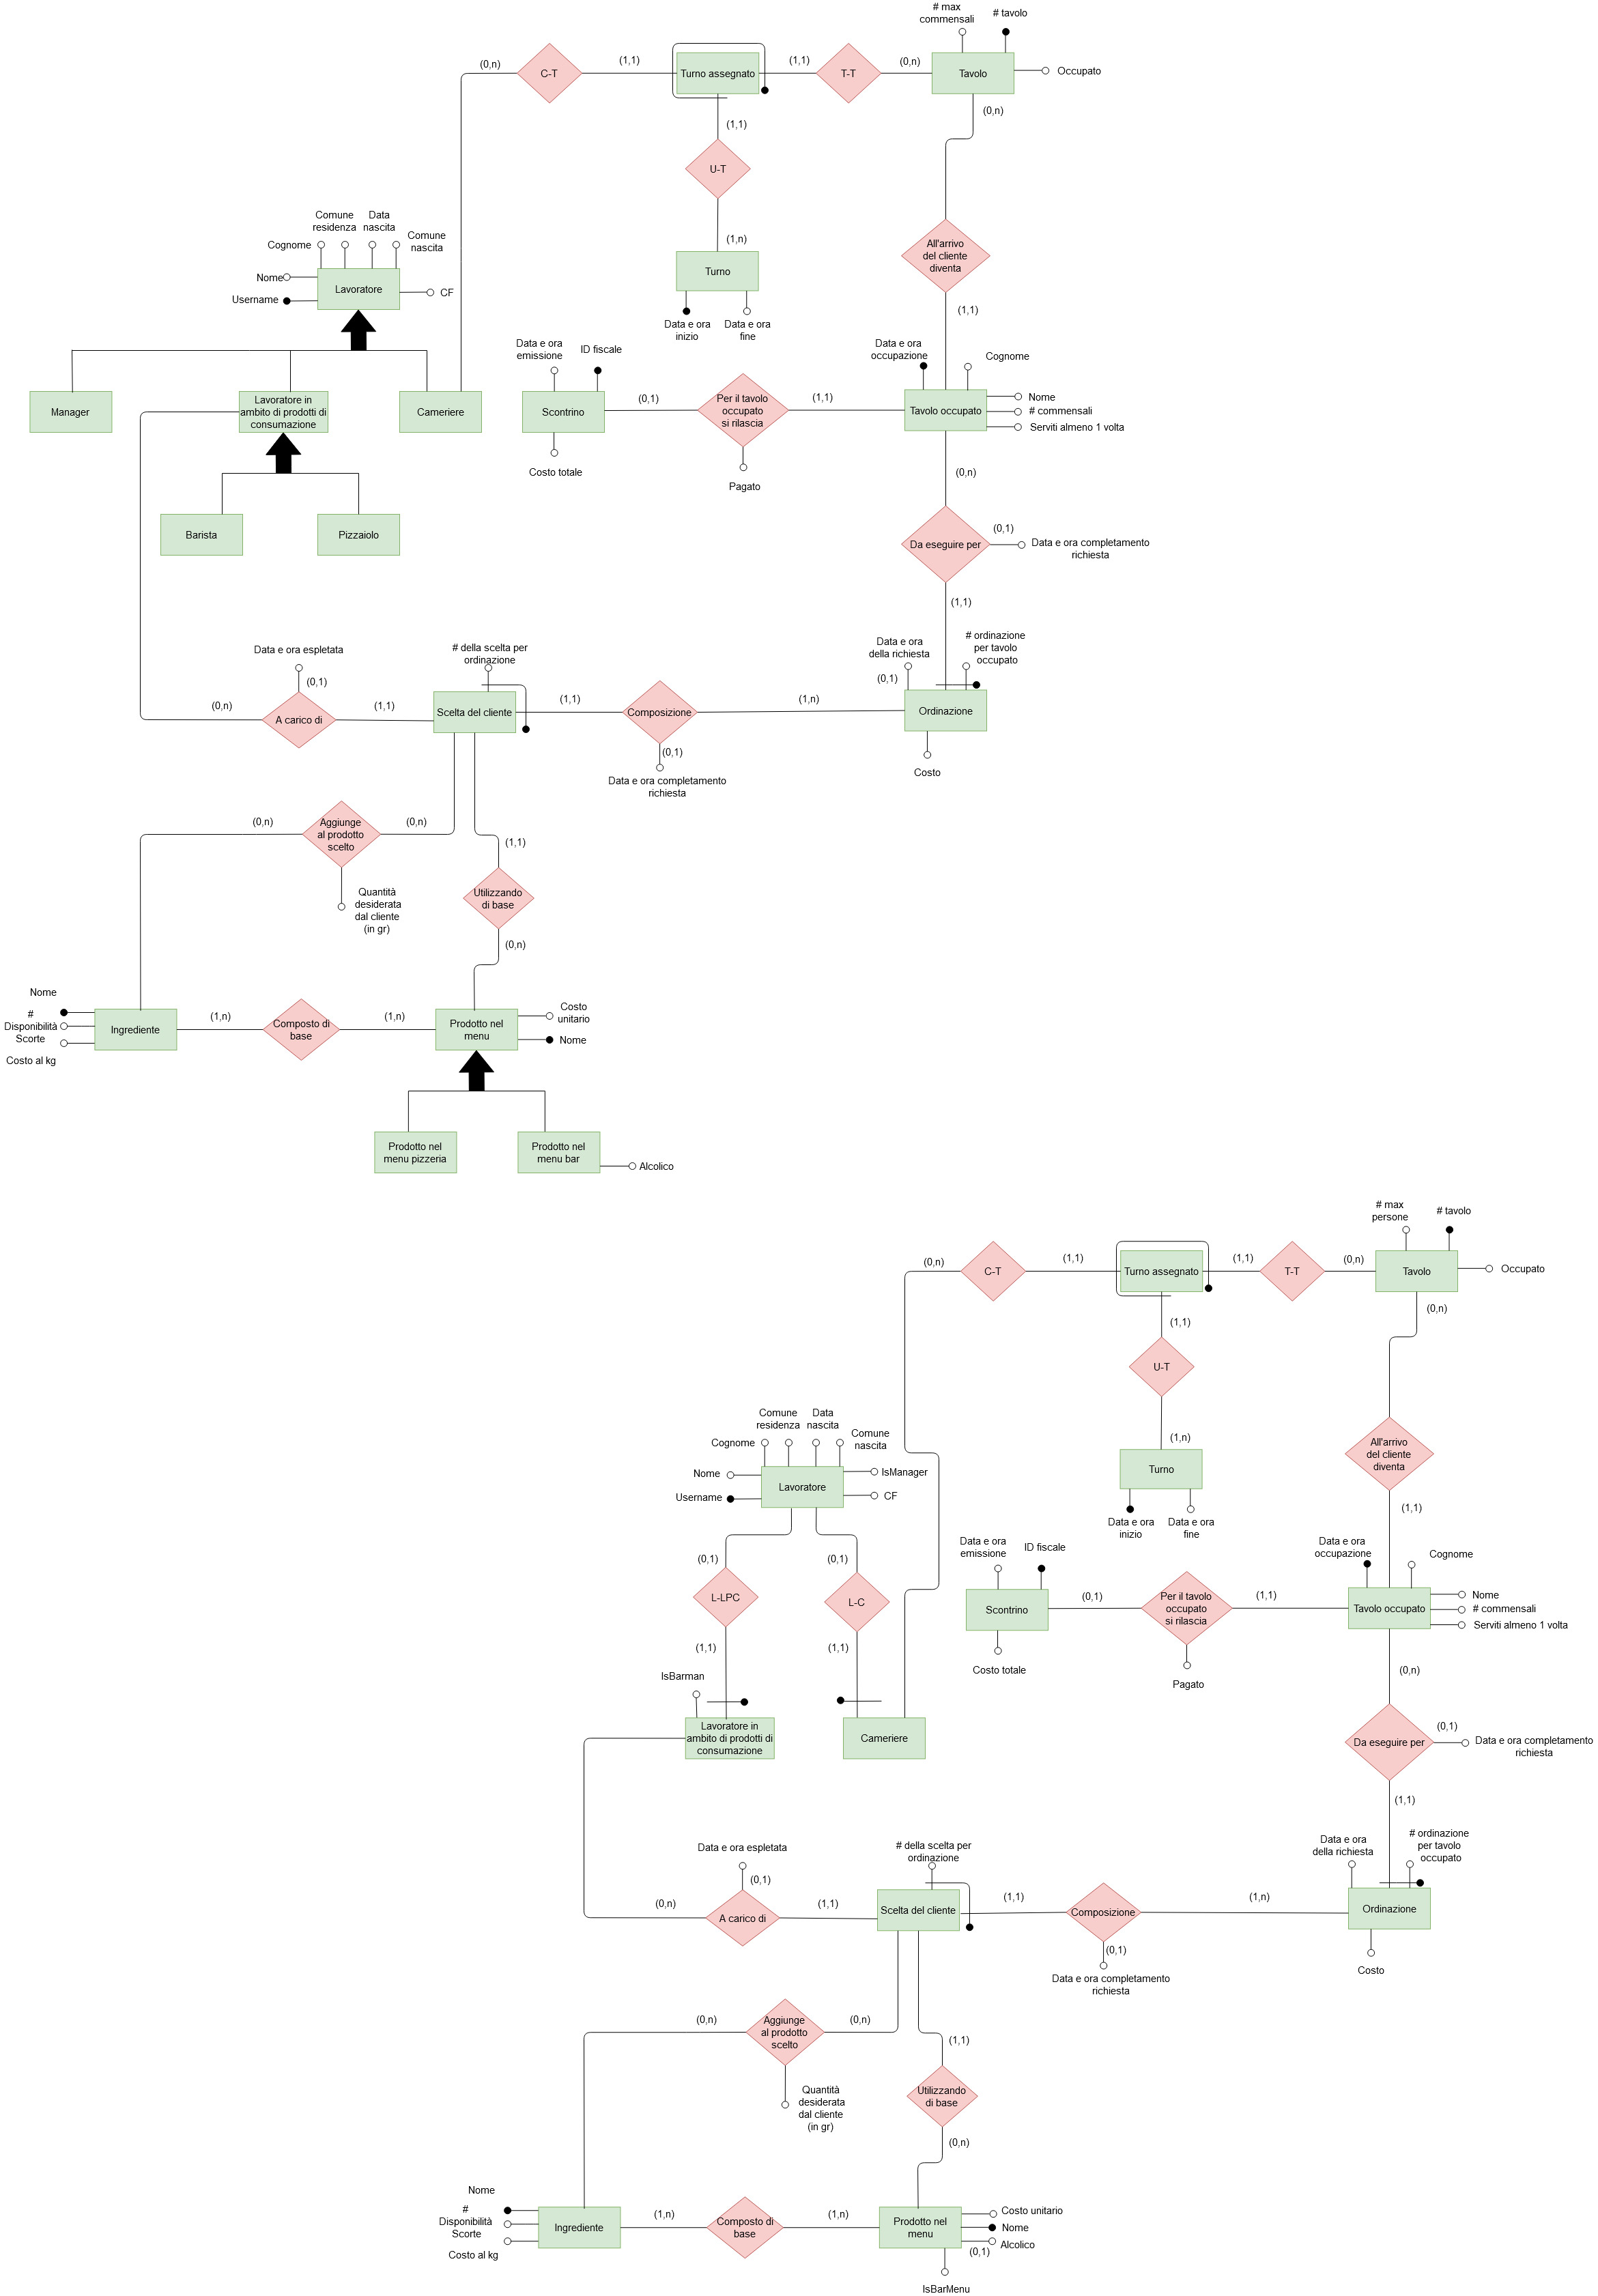 # max
commensali
# tavolo
(0,n)
C-T
(1,1)
Turno assegnato
(1,1)
T-T
(0,n)
Tavolo
Occupato
(0,n)
(1,1)
U-T
(1,n)
Turno
Data e ora
inizio
Data e ora
fine
All'arrivo
del cliente
diventa
(1,1)
Comune
residenza
Data
nascita
Cognome
Comune
nascita
Nome
Username
Lavoratore
CF
Manager
Lavoratore in
ambito di prodotti di
consumazione
Cameriere
Barista
Pizzaiolo
Data e ora
emissione
ID fiscale
Scontrino
(0,1)
Costo totale
Per il tavolo
occupato
si rilascia
Pagato
(1,1)
Data e ora
occupazione
Cognome
Tavolo occupato
Nome
# commensali
Serviti almeno 1 volta
(0,n)
Da eseguire per
(0,1)
Data e ora completamento
richiesta
(1,1)
Data e ora
della richiesta
# ordinazione
per tavolo
occupato
(0,1)
Ordinazione
Costo
Data e ora espletata
(0,1)
(0,n)
A carico di
(1,1)
# della scelta per
ordinazione
Scelta del cliente
(1,1)
Composizione
(1,n)
(0,1)
Data e ora completamento
richiesta
(0,n)
Aggiunge
al prodotto
scelto
(0,n)
Quantità
desiderata
dal cliente
(in gr)
(1,1)
Utilizzando
di base
(0,n)
Nome
#
Disponibilità
Scorte
Costo al kg
Ingrediente
(1,n)
Composto di
base
(1,n)
Prodotto nel
menu
Costo
unitario
Nome
Prodotto nel
menu pizzeria
Prodotto nel
menu bar
Alcolico
# max
persone
# tavolo
(0,n)
C-T
(1,1)
Turno assegnato
(1,1)
T-T
(0,n)
Tavolo
Occupato
(0,n)
(1,1)
U-T
(1,n)
Turno
Data e ora
inizio
Data e ora
fine
All'arrivo
del cliente
diventa
(1,1)
Comune
residenza
Data
nascita
Cognome
Comune
nascita
Nome
IsManager
Username
Lavoratore
CF
(0,1)
(0,1)
L-LPC
L-C
(1,1)
(1,1)
IsBarman
Lavoratore in
ambito di prodotti di
consumazione
Cameriere
Data e ora
emissione
ID fiscale
Scontrino
(0,1)
Costo totale
Per il tavolo
occupato
si rilascia
Pagato
(1,1)
Data e ora
occupazione
Cognome
Tavolo occupato
Nome
# commensali
Serviti almeno 1 volta
(0,n)
Da eseguire per
(0,1)
Data e ora completamento
richiesta
(1,1)
Data e ora
della richiesta
# ordinazione
per tavolo
occupato
Ordinazione
Costo
Data e ora espletata
(0,1)
(0,n)
A carico di
(1,1)
# della scelta per
ordinazione
Scelta del cliente
(1,1)
Composizione
(1,n)
(0,1)
Data e ora completamento
richiesta
(0,n)
Aggiunge
al prodotto
scelto
(0,n)
Quantità
desiderata
dal cliente
(in gr)
(1,1)
Utilizzando
di base
(0,n)
Nome
#
Disponibilità
Scorte
Costo al kg
Ingrediente
(1,n)
Composto di
base
(1,n)
Prodotto nel
menu
Costo unitario
Nome
Alcolico
(0,1)
IsBarMenu